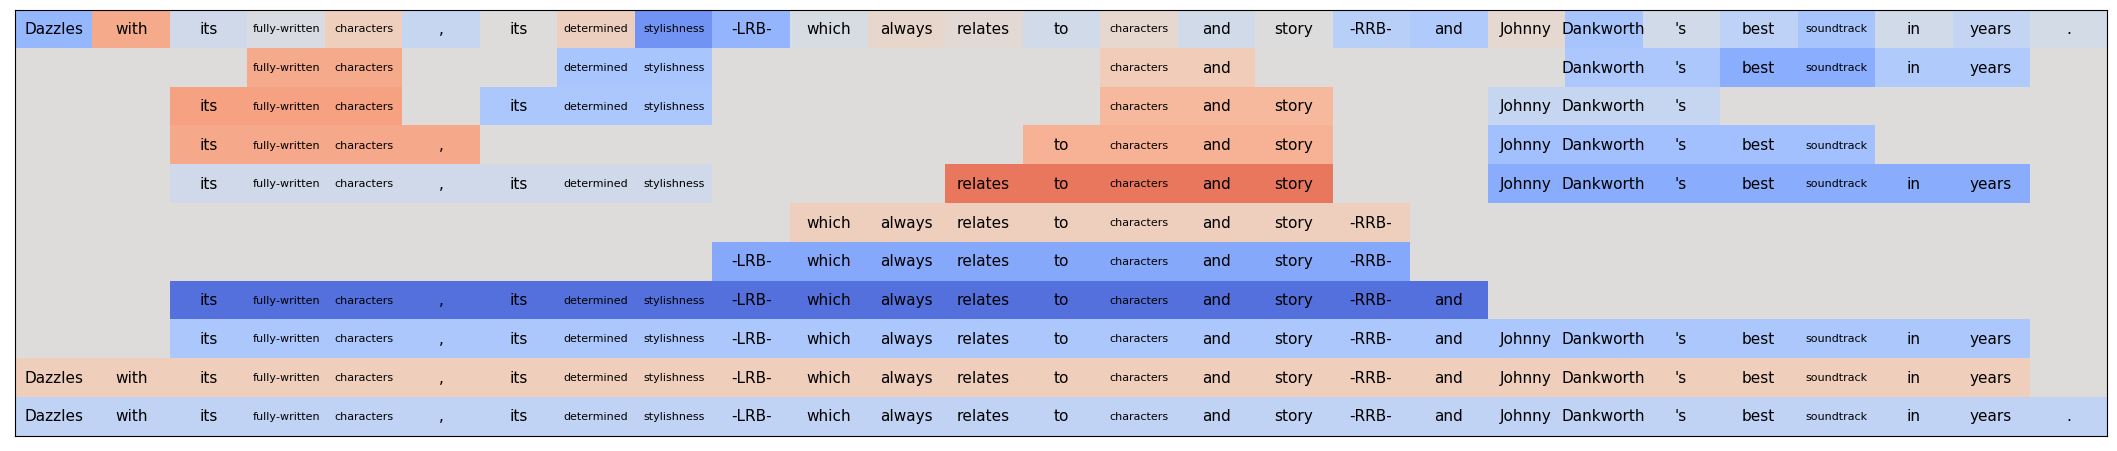 Dazzles with its fully-written characters , its determined stylishness -LRB- which always relates to characters and story -RRB- and Johnny Dankworth 's best soundtrack in years .
fully-written characters determined stylishness characters and Dankworth 's best soundtrack in years
its fully-written characters its determined stylishness characters and story Johnny Dankworth 's
its fully-written characters , to characters and story Johnny Dankworth 's best soundtrack
its fully-written characters , its determined stylishness relates to characters and story Johnny Dankworth 's best soundtrack in years
which always relates to characters and story -RRB-
-LRB- which always relates to characters and story -RRB-
its fully-written characters , its determined stylishness -LRB- which always relates to characters and story -RRB- and
its fully-written characters , its determined stylishness -LRB- which always relates to characters and story -RRB- and Johnny Dankworth 's best soundtrack in years
Dazzles with its fully-written characters , its determined stylishness -LRB- which always relates to characters and story -RRB- and Johnny Dankworth 's best soundtrack in years
Dazzles with its fully-written characters , its determined stylishness -LRB- which always relates to characters and story -RRB- and Johnny Dankworth 's best soundtrack in years .